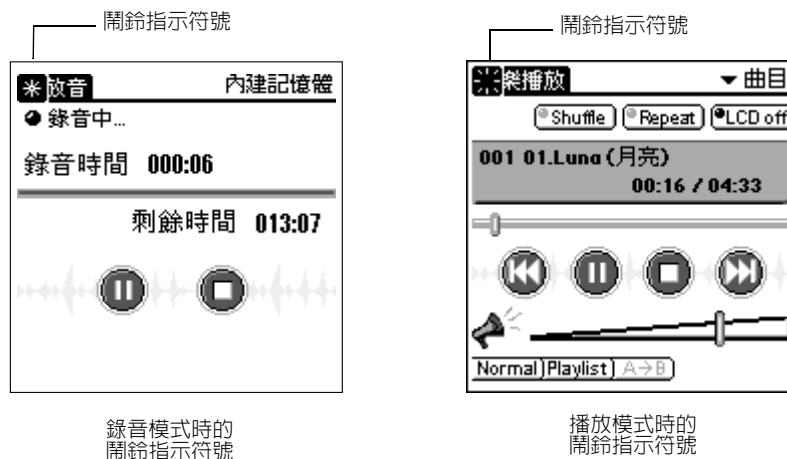 鬧鈴指示符號
放音 內建記憶體
錄音中...
錄音時間 000:06
剩餘時間 013:07
錄音模式時的
鬧鈴指示符號
鬧鈴指示符號
樂播放 曲目
Shuffle Repeat LCD off
001 01.Luna (月亮)
00:16 / 04:33
Normal Playlist A→B
播放模式時的
鬧鈴指示符號